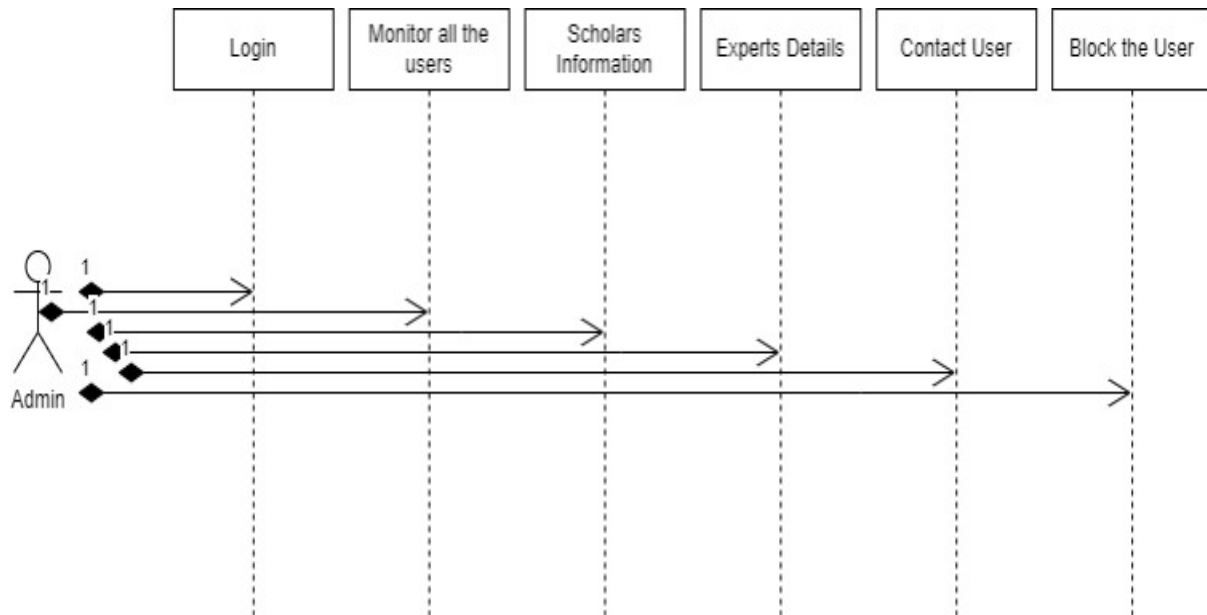 Login
Monitor all the
users
Scholars
Information
Experts Details
Contact User
Block the User
1
1
1
1
1
1
Admin